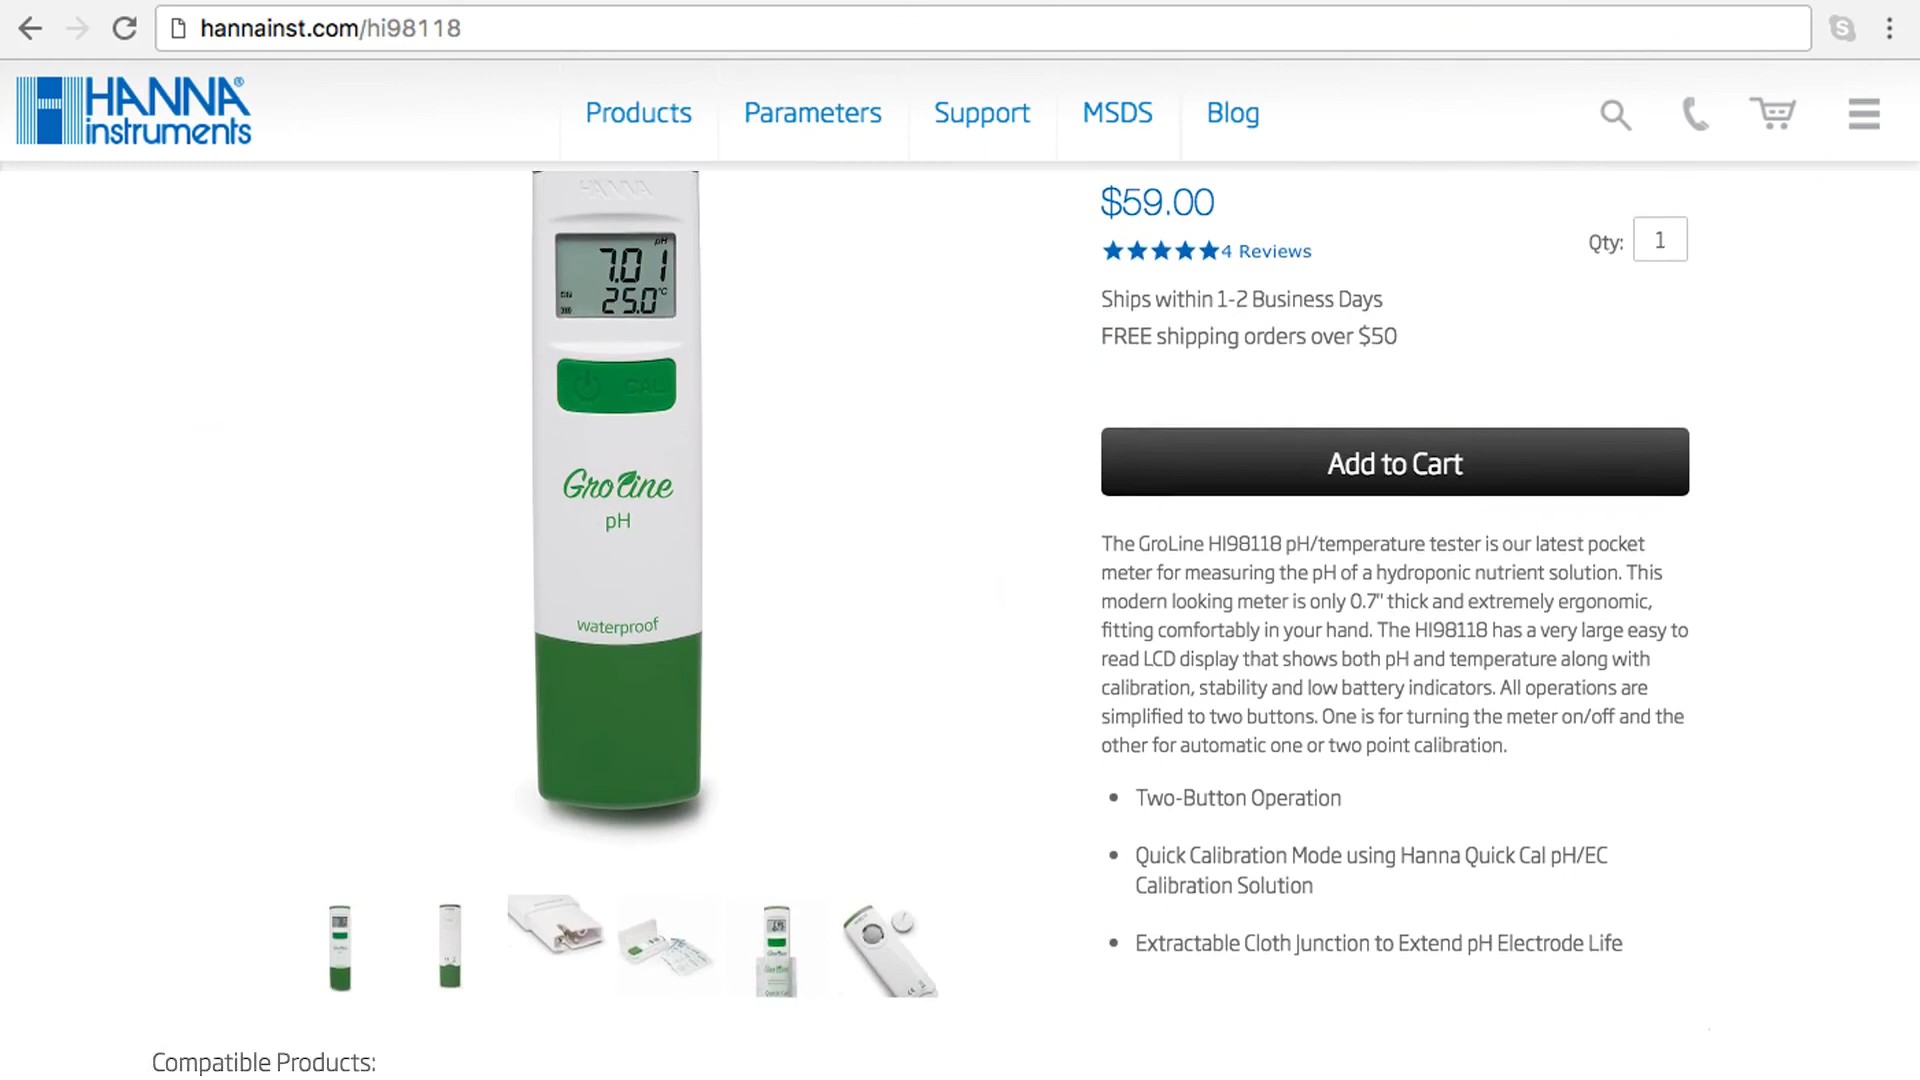 hannainst.com/hi98118
HANNA®
instruments
Products
Parameters
Support
MSDS
Blog
HANNA
pH
7.01
25.0°C
CAL
GroLine
pH
waterproof
$59.00
4 Reviews
Qty: 1
Ships within 1-2 Business Days
FREE shipping orders over $50
Add to Cart
The GroLine HI98118 pH/temperature tester is our latest pocket
meter for measuring the pH of a hydroponic nutrient solution. This
modern looking meter is only 0.7" thick and extremely ergonomic,
fitting comfortably in your hand. The HI98118 has a very large easy to
read LCD display that shows both pH and temperature along with
calibration, stability and low battery indicators. All operations are
simplified to two buttons. One is for turning the meter on/off and the
other for automatic one or two point calibration.
• Two-Button Operation
• Quick Calibration Mode using Hanna Quick Cal pH/EC
Calibration Solution
• Extractable Cloth Junction to Extend pH Electrode Life
Compatible Products: